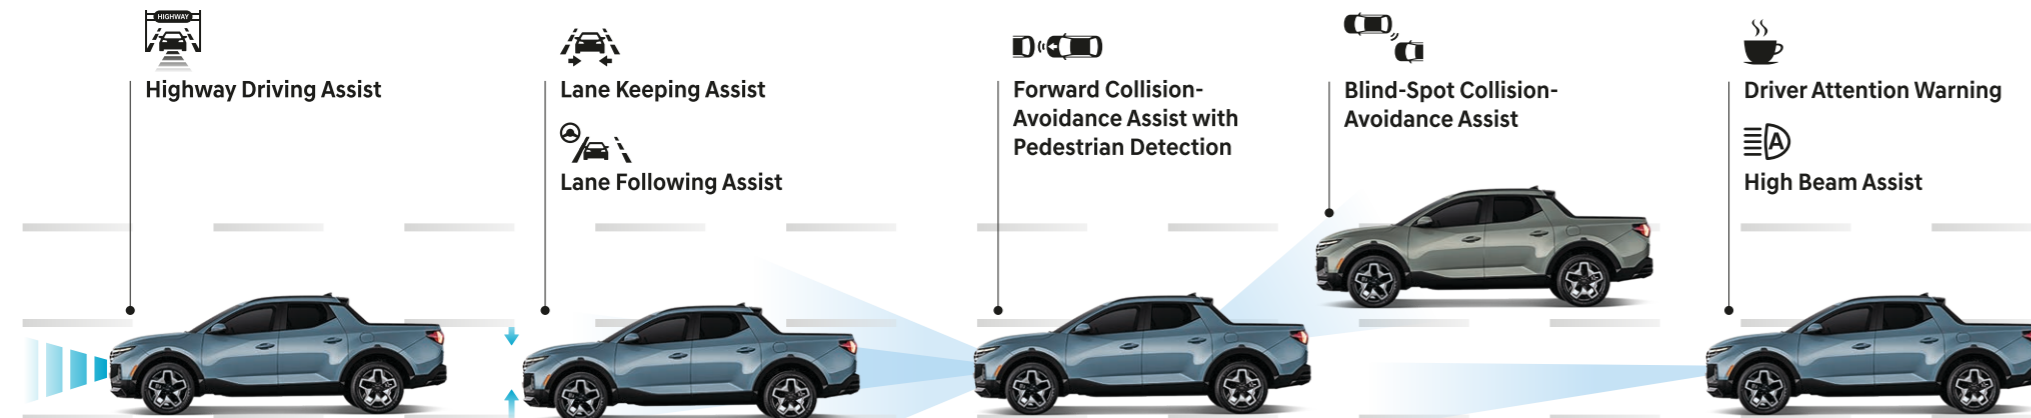 HIGHWAY
Highway Driving Assist
Lane Keeping Assist
Lane Following Assist
Forward Collision-
Avoidance Assist with
Pedestrian Detection
Blind-Spot Collision-
Avoidance Assist
Driver Attention Warning
A
High Beam Assist